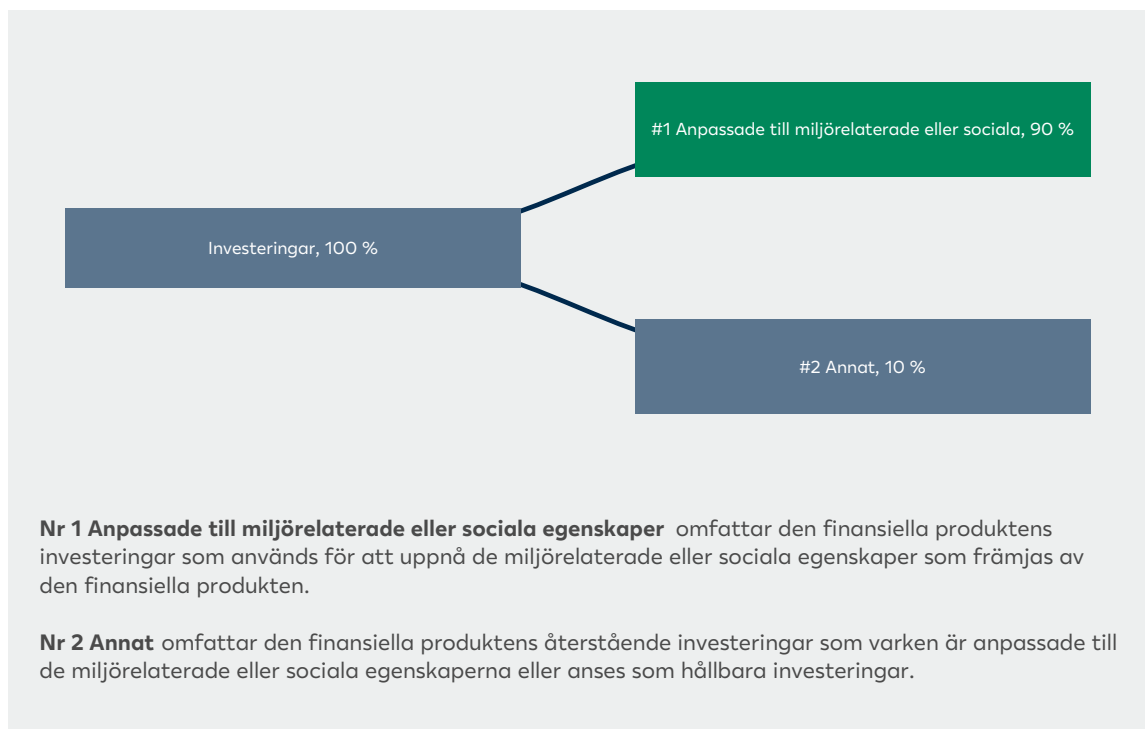 #1 Anpassade till miljörelaterade eller sociala, 90 %
Investeringar, 100 %
#2 Annat, 10 %
Nr 1 Anpassade till miljörelaterade eller sociala egenskaper omfattar den finansiella produktens
investeringar som används för att uppnå de miljörelaterade eller sociala egenskaper som främjas av
den finansiella produkten.
Nr 2 Annat omfattar den finansiella produktens återstående investeringar som varken är anpassade till
de miljörelaterade eller sociala egenskaperna eller anses som hållbara investeringar.